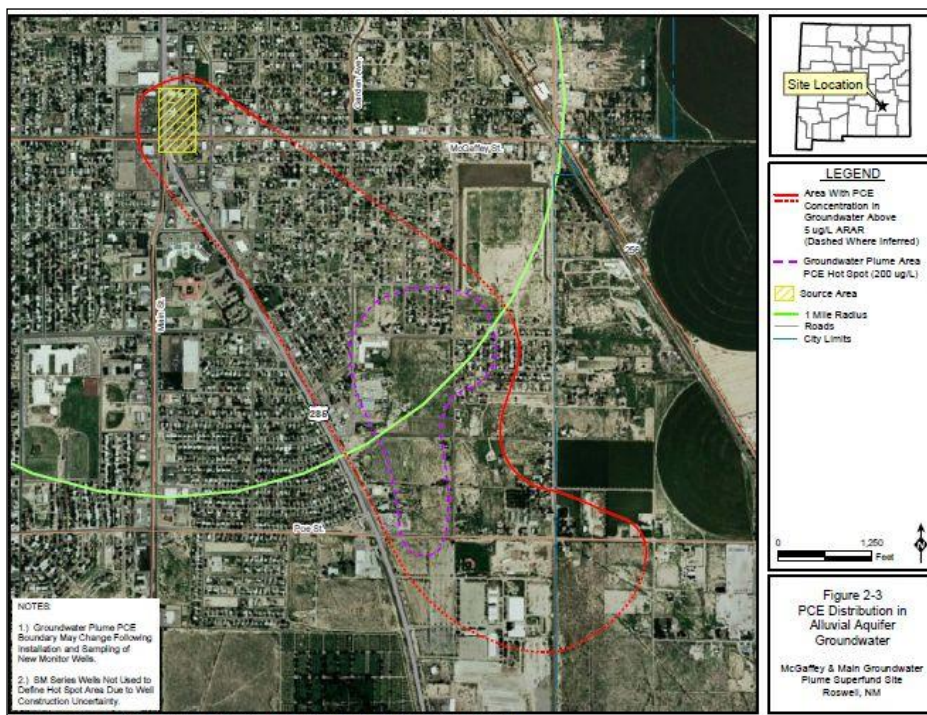 Garden Ave.
McGaffey St.
Main St.
256
285
Poe St.
NOTES:
1.) Groundwater Plume PCE
Boundary May Change Following
Installation and Sampling of
New Monitor Wells.
2.) SM Series Wells Not Used to
Define Hot Spot Area Due to Well
Construction Uncertainty.
Site Location
LEGEND
Area With PCE
Concentration in
Groundwater Above
5 ug/L ARAR
(Dashed Where Inferred)
Groundwater Plume Area
PCE Hot Spot (200 ug/L)
Source Area
1 Mile Radius
Roads
City Limits
0 1,250
Feet
N
Figure 2-3
PCE Distribution in
Alluvial Aquifer
Groundwater
McGaffey & Main Groundwater
Plume Superfund Site
Roswell, NM